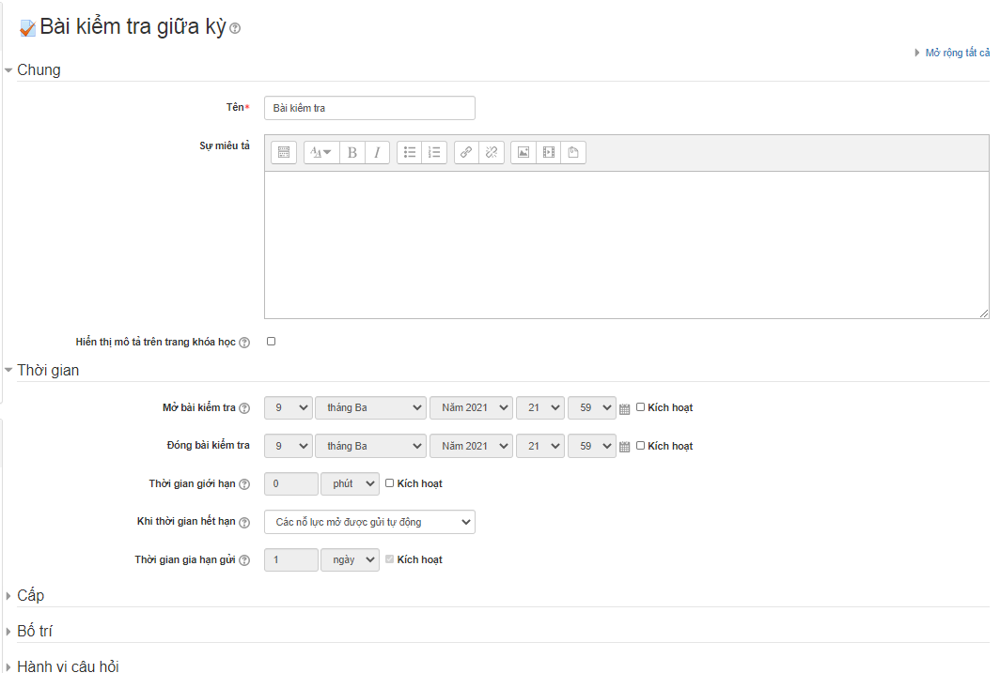 Bài kiểm tra giữa kỳ
Mở rộng tất cả
Chung
Tên*
Bài kiểm tra
Sự miêu tả
B I
Hiển thị mô tả trên trang khóa học
Thời gian
Mở bài kiểm tra 9 tháng Ba Năm 2021 21 59 Kích hoạt
Đóng bài kiểm tra 9 tháng Ba Năm 2021 21 59 Kích hoạt
Thời gian giới hạn 0 phút Kích hoạt
Khi thời gian hết hạn Các nỗ lực mở được gửi tự động
Thời gian gia hạn gửi 1 ngày Kích hoạt
Cấp
Bố trí
Hành vi câu hỏi